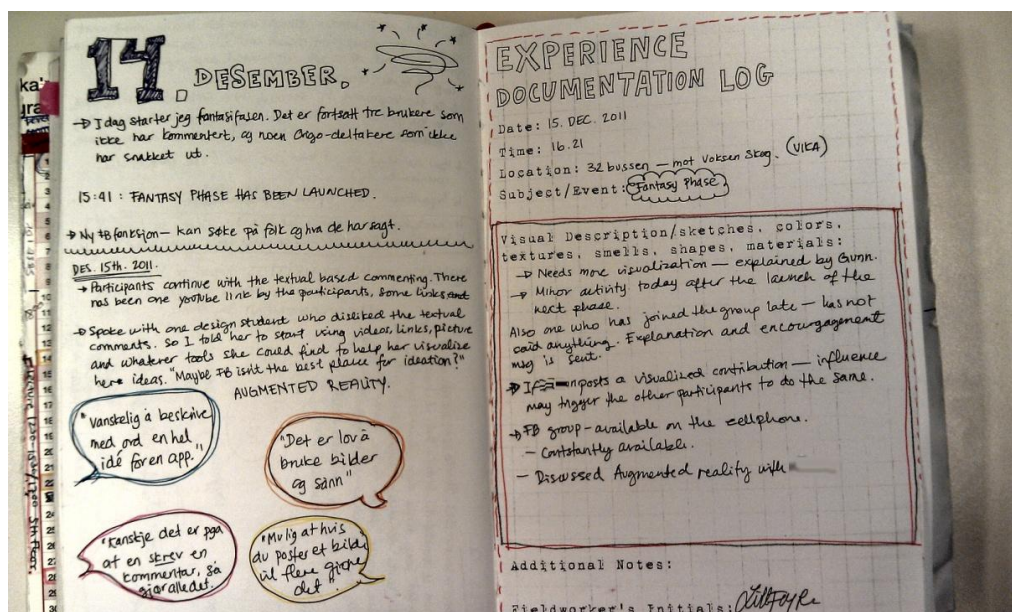 14. DESEMBER.
→ I dag starter jeg fantasifasen. Det er fortsatt tre brukere som
ikke har kommentert, og noen Origo-deltakere som ikke
har snakket ut.
15:41 : FANTASY PHASE HAS BEEN LAUNCHED.
→ Ny FB funksjon — kan søke på folk og hva de har sagt.
DES. 15th. 2011.
→ Participants continue with the textual based commenting. There
has been one youtube link by the participants, some links
→ Spoke with one design student who disliked the textual
comments. So I told her to start using videos, links, picture
and whatever tools she could find to help her visualize
here ideas. "Maybe FB isn't the best place for ideation?"
AUGMENTED REALITY.
"Vanskelig å beskrive
med ord en hel
idé for en app."
"Det er lov å
bruke bilder
og sånn"
"Kanskje det er pga
at en skrev en
kommentar, så
gjør alle det.
"Mulig at hvis
du poster et bilde
vil flere gjøre
det"
EXPERIENCE
DOCUMENTATION LOG
Date: 15. DEC. 2011
Time: 16.21
Location: 32 bussen — mot Voksen Skog. (VIKA)
Subject/Event: Fantasy Phase
Visual Description/sketches, colors,
textures, smells, shapes, materials:
→ Needs more visualization — explained by Gunn.
→ Minor activity today after the launch of the
next phase.
Also one who has joined the group late — has not
said anything. Explanation and encourgagement
msg is sent.
→ If posts a visualized contribution — influence
may trigger the other participants to do the same.
→ FB group - available on the cellphone.
– Contstantly available.
– Discussed Augmented reality with
Additional Notes:
Fieldworker's Initials: